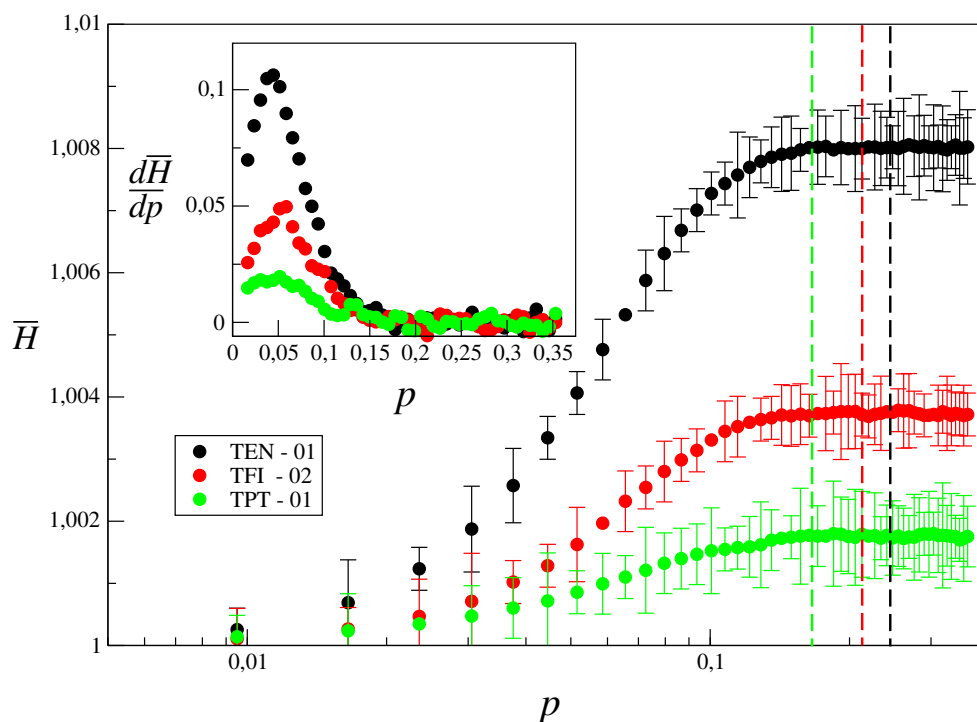 1,01
1,008
1,006
1,004
1,002
1
H̅
0,01
0,1
p
0,1
0,05
0
dH̅
dp
0
0,05
0,1
0,15
0,2
0,25
0,3
0,35
p
TEN - 01
TFI - 02
TPT - 01